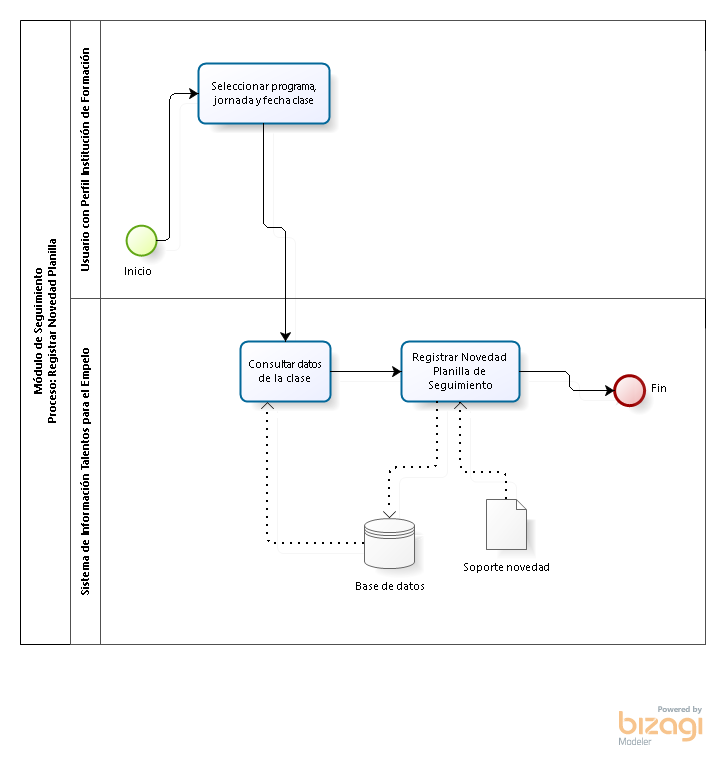 Módulo de Seguimiento
Proceso: Registrar Novedad Planilla
Usuario con Perfil Institución de Formación
Seleccionar programa,
jornada y fecha clase
Inicio
Sistema de Información Talentos para el Empelo
Consultar datos
de la clase
Registrar Novedad
Planilla de
Seguimiento
Fin
Base de datos
Soporte novedad
Powered by
bizagi
Modeler